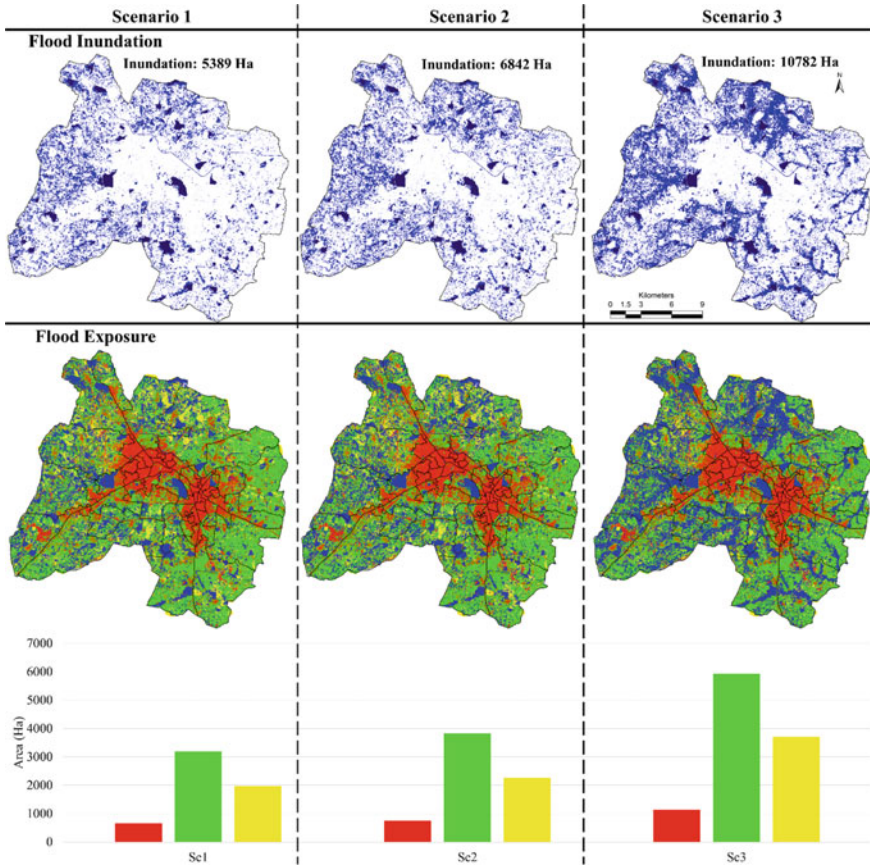 Scenario 1 Scenario 2 Scenario 3
Flood Inundation
Inundation: 5389 Ha Inundation: 6842 Ha Inundation: 10782 Ha
N
Kilometers
0 1.5 3 6 9
Flood Exposure
7000
6000
5000
4000
3000
2000
1000
0
Area (Ha)
Sc1 Sc2 Sc3